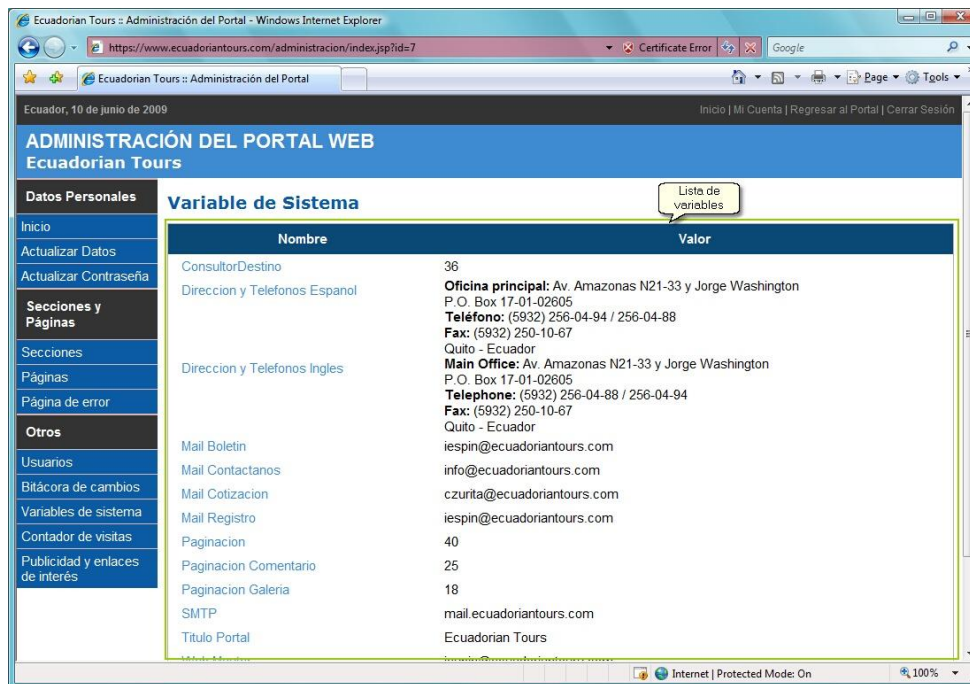 Ecuadorian Tours :: Administración del Portal - Windows Internet Explorer
https://www.ecuadoriantours.com/administracion/index.jsp?id=7 Certificate Error Google
Ecuadorian Tours :: Administración del Portal Page Tools
Ecuador, 10 de junio de 2009 Inicio | Mi Cuenta | Regresar al Portal | Cerrar Sesión
ADMINISTRACIÓN DEL PORTAL WEB
Ecuadorian Tours
Datos Personales
Inicio
Actualizar Datos
Actualizar Contraseña
Secciones y
Páginas
Secciones
Páginas
Página de error
Otros
Usuarios
Bitácora de cambios
Variables de sistema
Contador de visitas
Publicidad y enlaces
de interés
Variable de Sistema
Lista de
variables
Nombre Valor
ConsultorDestino 36
Direccion y Telefonos Espanol Oficina principal: Av. Amazonas N21-33 y Jorge Washington
P.O. Box 17-01-02605
Teléfono: (5932) 256-04-94 / 256-04-88
Fax: (5932) 250-10-67
Quito - Ecuador
Direccion y Telefonos Ingles Main Office: Av. Amazonas N21-33 y Jorge Washington
P.O. Box 17-01-02605
Telephone: (5932) 256-04-88 / 256-04-94
Fax: (5932) 250-10-67
Quito - Ecuador
Mail Boletin iespin@ecuadoriantours.com
Mail Contactanos info@ecuadoriantours.com
Mail Cotizacion czurita@ecuadoriantours.com
Mail Registro iespin@ecuadoriantours.com
Paginacion 40
Paginacion Comentario 25
Paginacion Galeria 18
SMTP mail.ecuadoriantours.com
Titulo Portal Ecuadorian Tours
Internet | Protected Mode: On 100%